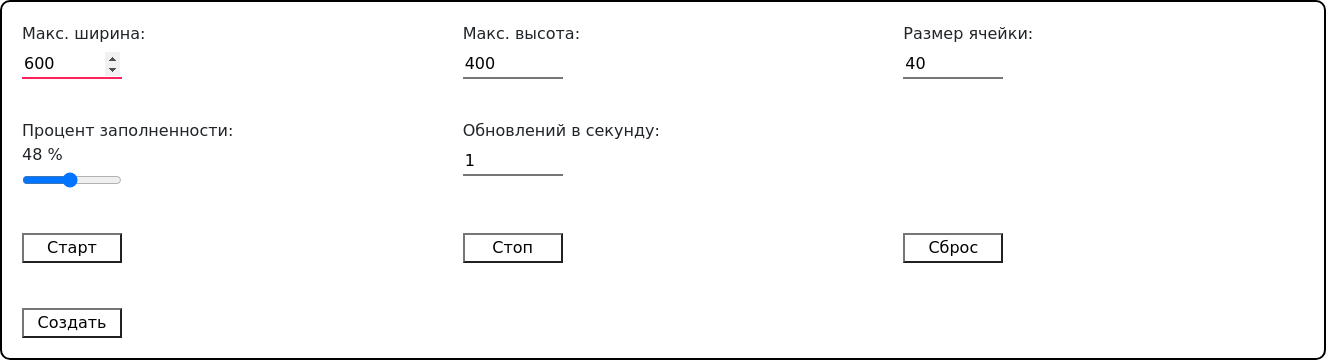 Макс. ширина:
Макс. высота:
Размер ячейки:
600
400
40
Процент заполненности:
Обновлений в секунду:
48 %
1
Старт
Стоп
Сброс
Создать